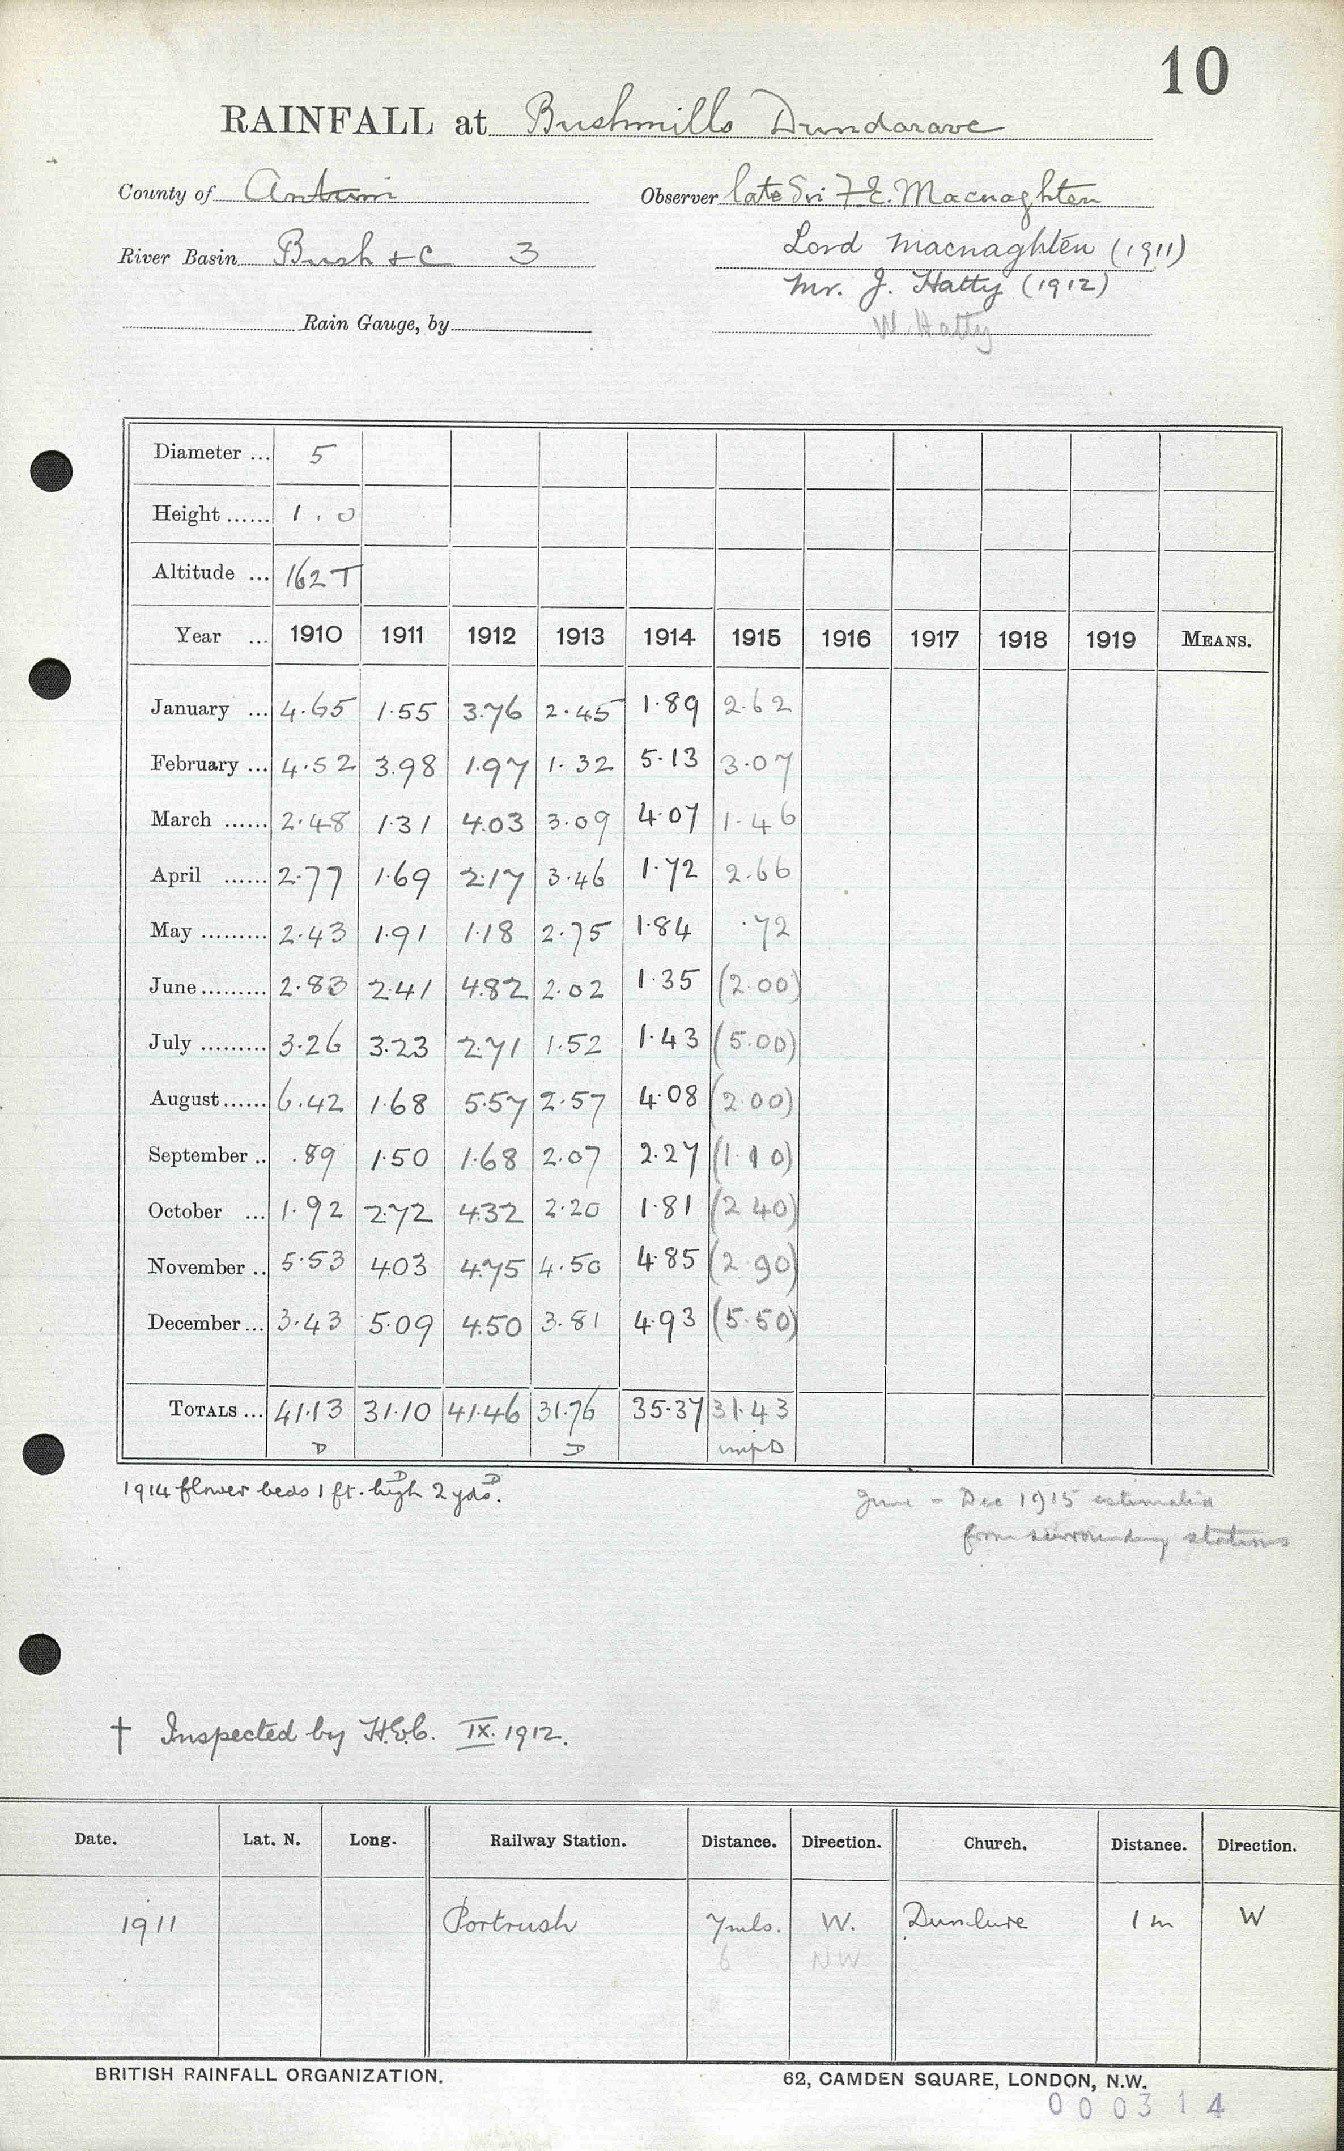 10
RAINFALL at Bushmills Dundarave
County of Antrim Observer late Sir F.E. Macnaghten
Lord Macnaghten (1911)
River Basin Bush &c 3
Mr. J. Hatty (1912)
Rain Gauge, by W. Hatty
Diameter ... 5
Height ...... 1.0
Altitude ... 162 T
Year ... 1910 1911 1912 1913 1914 1915 1916 1917 1918 1919 MEANS.
January ... 4.65 1.55 3.76 2.45 1.89 2.62
February ... 4.52 3.98 1.97 1.32 5.13 3.07
March ...... 2.48 1.31 4.03 3.09 4.07 1.46
April ...... 2.77 1.69 2.17 3.46 1.72 2.66
May ......... 2.43 1.91 1.18 2.75 1.84 .72
June ......... 2.83 2.41 4.82 2.02 1.35 (2.00)
July ......... 3.26 3.23 2.71 1.52 1.43 (5.00)
August ...... 6.42 1.68 5.57 2.57 4.08 (2.00)
September .. .89 1.50 1.68 2.07 2.27 (1.10)
October ... 1.92 2.72 4.32 2.20 1.81 (2.40)
November .. 5.53 4.03 4.75 4.50 4.85 (2.90)
December ... 3.43 5.09 4.50 3.81 4.93 (5.50)
TOTALS ... 41.13 31.10 41.46 31.76 35.37 31.43
D D impD
1914 flower beds 1 ft. high 2 yds.
June - Dec 1915 estimated
from surrounding stations
† Inspected by H.E.C. IX. 1912.
Date. Lat. N. Long. Railway Station. Distance. Direction. Church. Distance. Direction.
1911 Portrush 7 mls. W. Dunluce 1 m W
6 NW
BRITISH RAINFALL ORGANIZATION. 62, CAMDEN SQUARE, LONDON, N.W.
000314